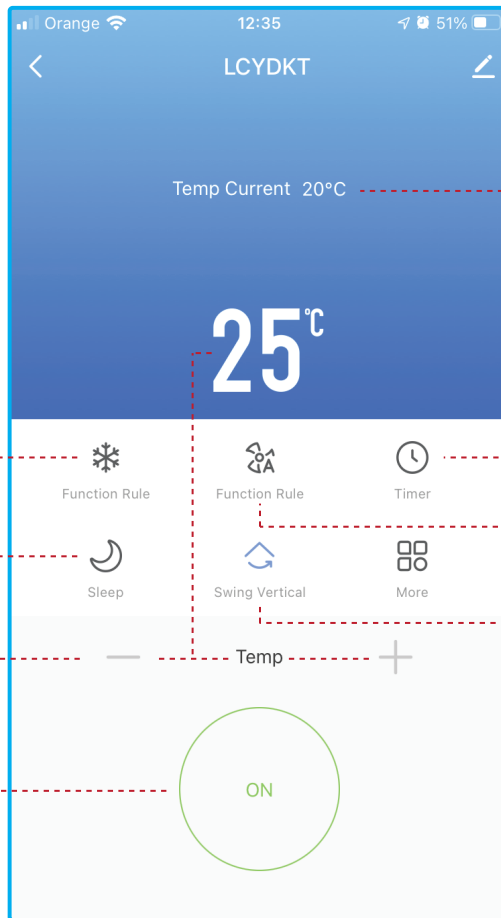 Orange 12:35 51%
LCYDKT
Temp Current 20°C
25°C
Function Rule Function Rule Timer
A
Sleep Swing Vertical More
Temp
ON